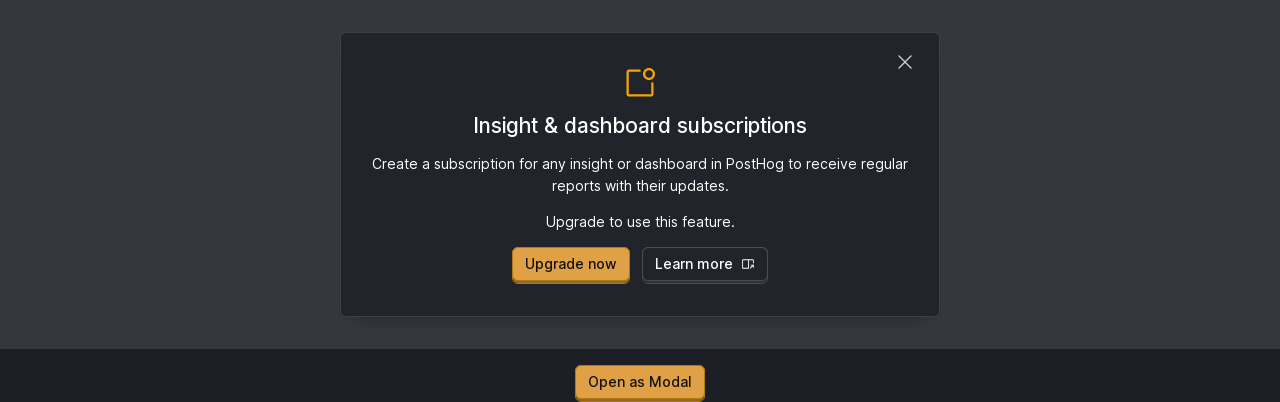 Insight & dashboard subscriptions
Create a subscription for any insight or dashboard in PostHog to receive regular
reports with their updates.
Upgrade to use this feature.
Upgrade now
Learn more
Open as Modal